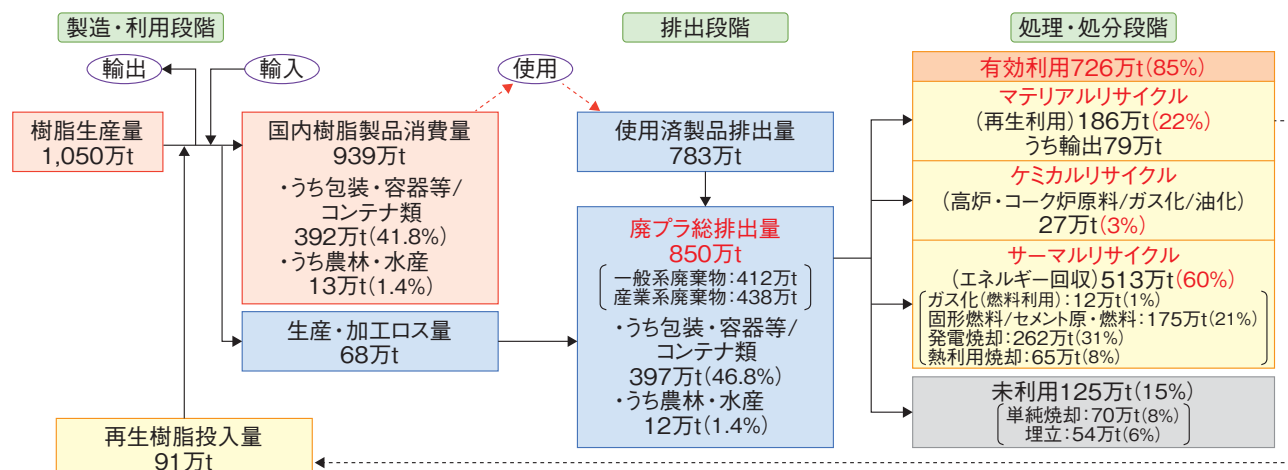 製造・利用段階
輸出
輸入
樹脂生産量
1,050万t
国内樹脂製品消費量
939万t
・うち包装・容器等/
コンテナ類
392万t(41.8%)
・うち農林・水産
13万t(1.4%)
生産・加工ロス量
68万t
再生樹脂投入量
91万t
使用
排出段階
使用済製品排出量
783万t
廃プラ総排出量
850万t
一般系廃棄物:412万t
産業系廃棄物:438万t
・うち包装・容器等/
コンテナ類
397万t(46.8%)
・うち農林・水産
12万t(1.4%)
処理・処分段階
有効利用726万t(85%)
マテリアルリサイクル
(再生利用)186万t(22%)
うち輸出79万t
ケミカルリサイクル
(高炉・コーク炉原料/ガス化/油化)
27万t(3%)
サーマルリサイクル
(エネルギー回収)513万t(60%)
ガス化(燃料利用):12万t(1%)
固形燃料/セメント原・燃料:175万t(21%)
発電焼却:262万t(31%)
熱利用焼却:65万t(8%)
未利用125万t(15%)
単純焼却:70万t(8%)
埋立:54万t(6%)